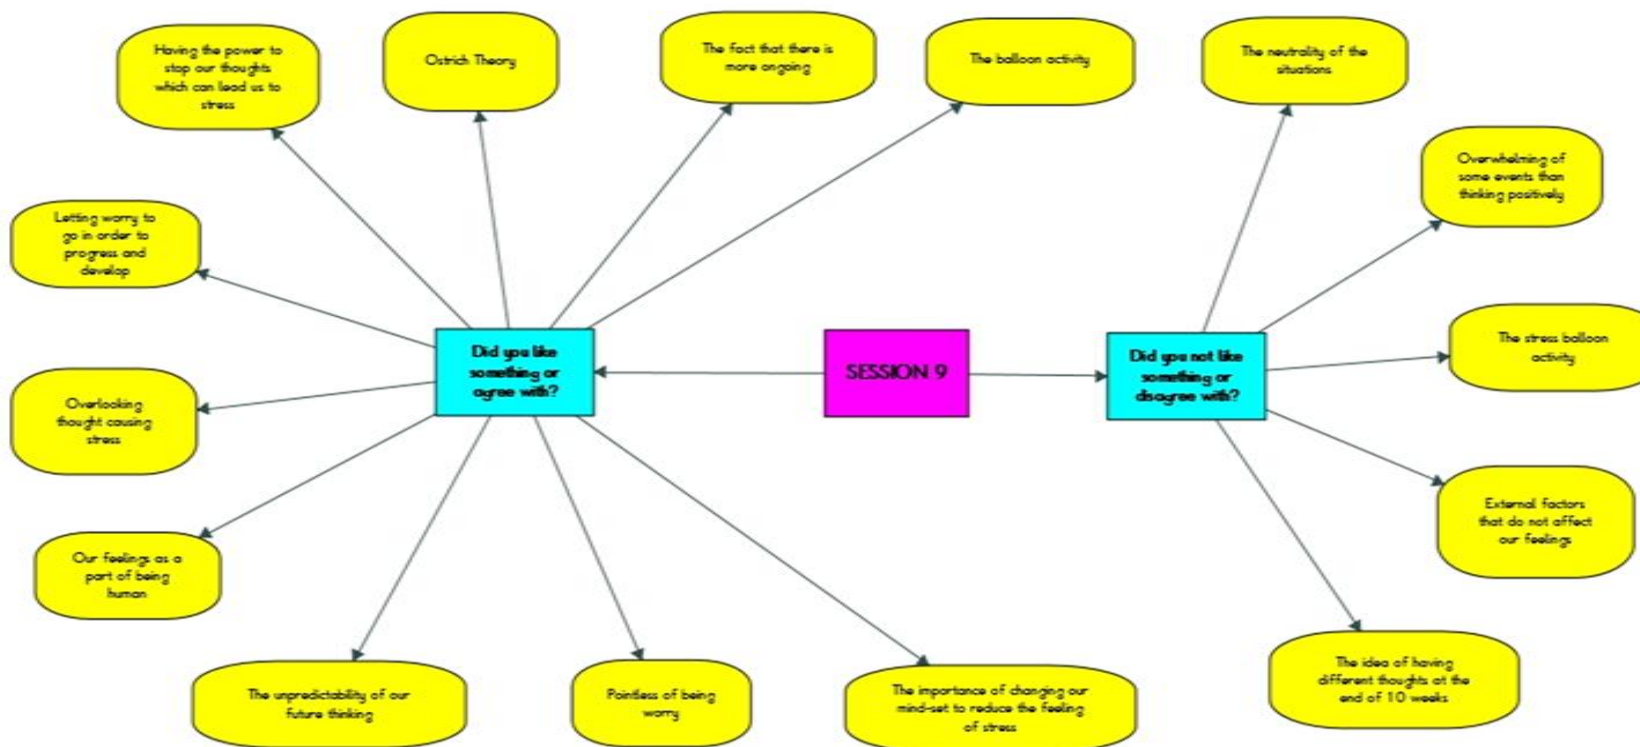 Having the power to
stop our thoughts
which can lead us to
stress
Ostrich Theory
The fact that there is
more ongoing
The balloon activity
The neutrality of the
situations
Overwhelming of
some events than
thinking positively
Letting worry to
go in order to
progress and
develop
Did you like
something or
agree with?
SESSION 9
Did you not like
something or
disagree with?
The stress balloon
activity
Overlooking
thought causing
stress
External factors
that do not affect
our feelings
Our feelings as a
part of being
human
The unpredictability of our
future thinking
Pointless of being
worry
The importance of changing our
mind-set to reduce the feeling
of stress
The idea of having
different thoughts at the
end of 10 weeks